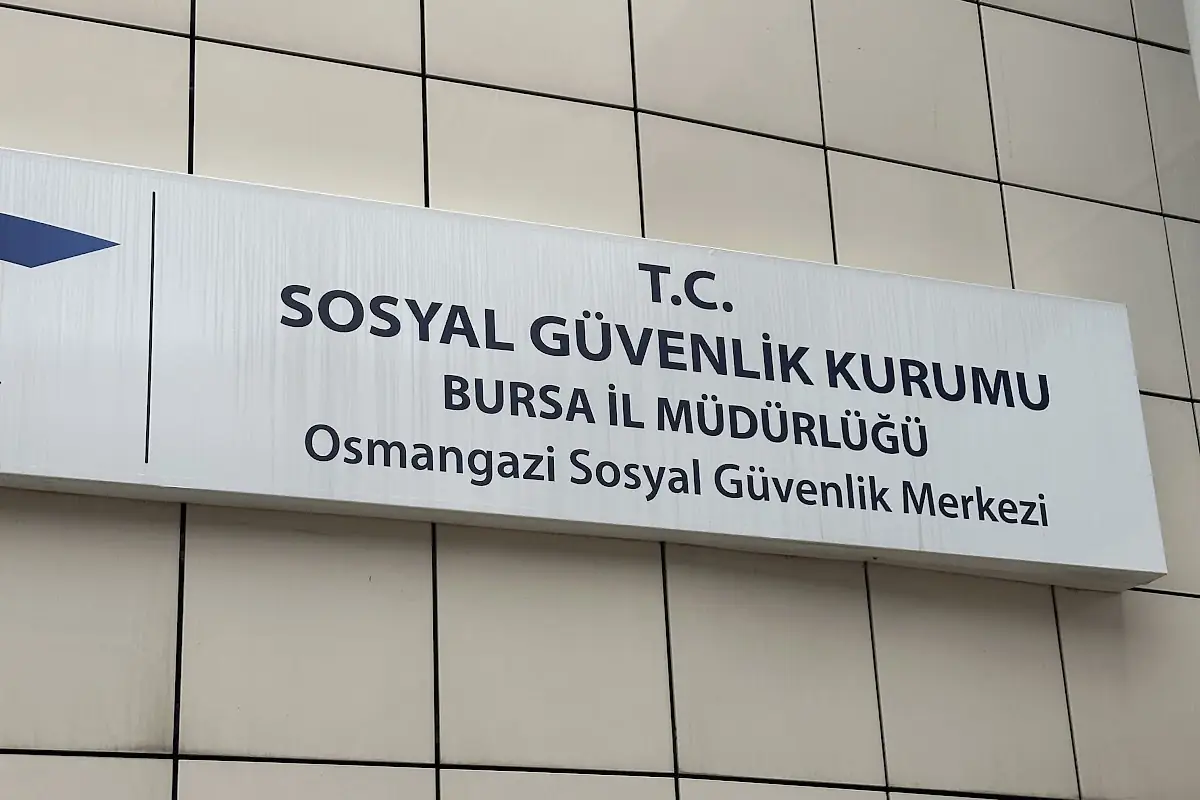 T.C.
SOSYAL GÜVENLİK KURUMU
BURSA İL MÜDÜRLÜĞÜ
Osmangazi Sosyal Güvenlik Merkezi